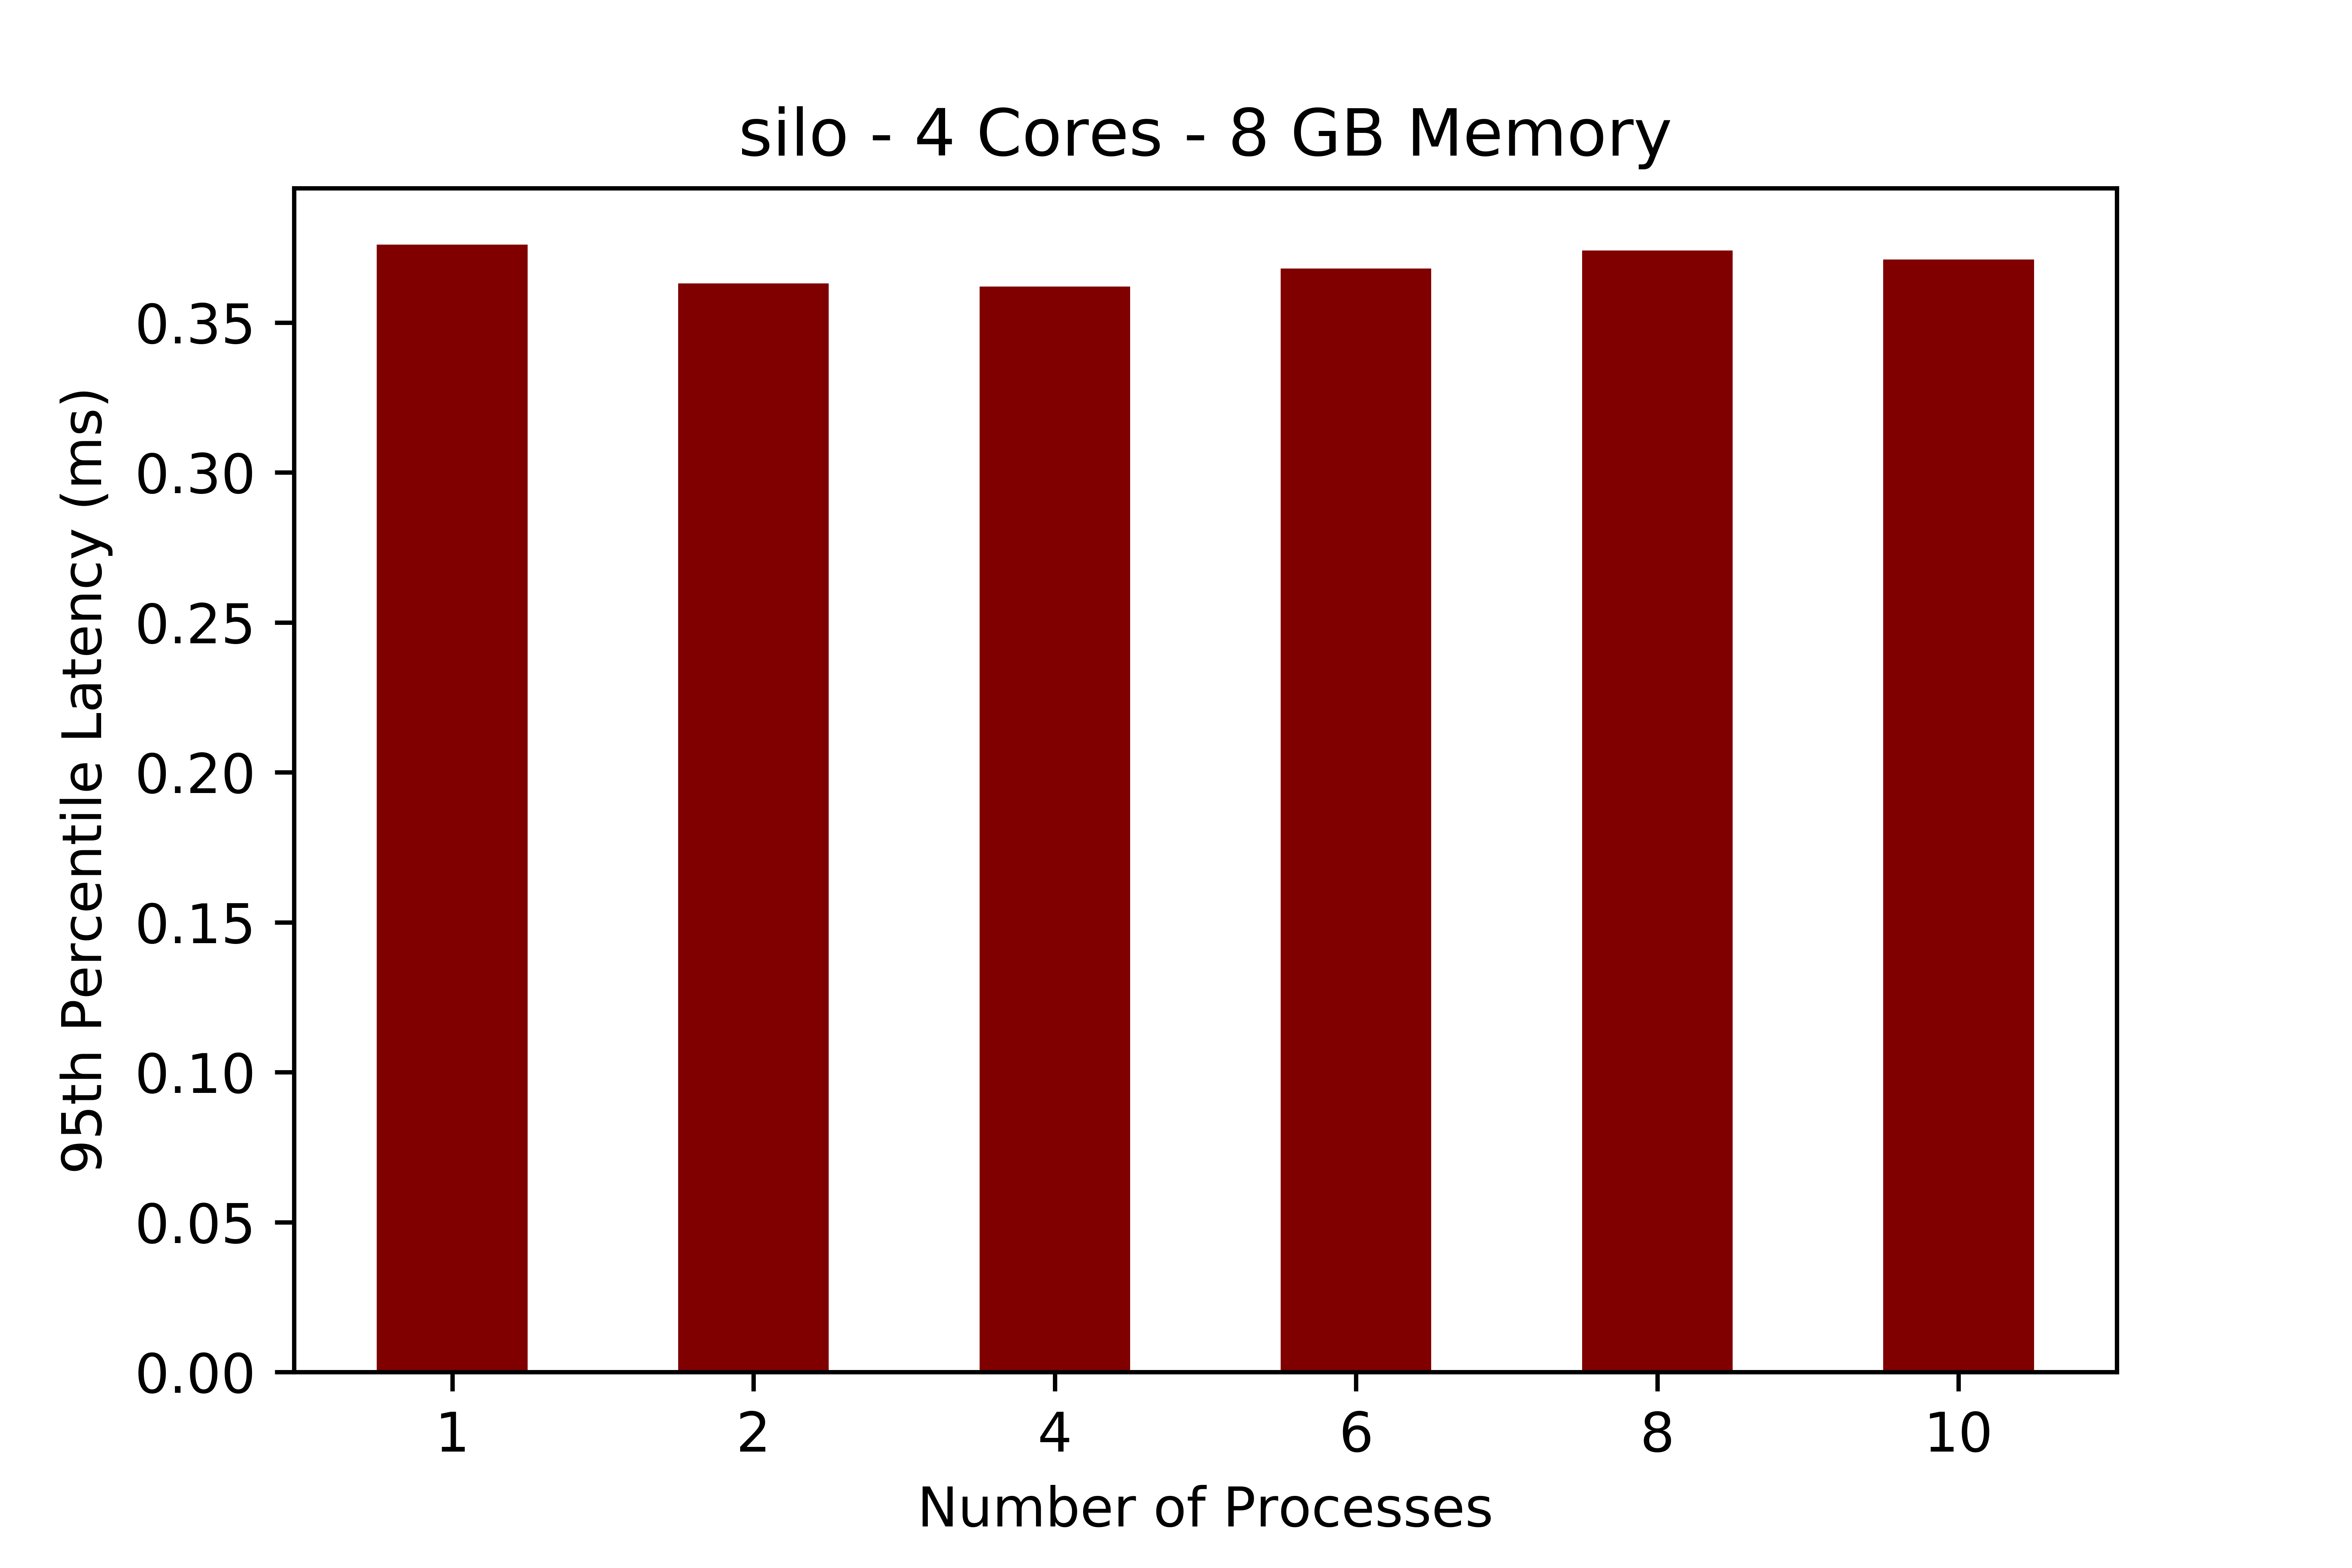 silo - 4 Cores - 8 GB Memory
95th Percentile Latency (ms)
0.35
0.30
0.25
0.20
0.15
0.10
0.05
0.00
1 2 4 6 8 10
Number of Processes